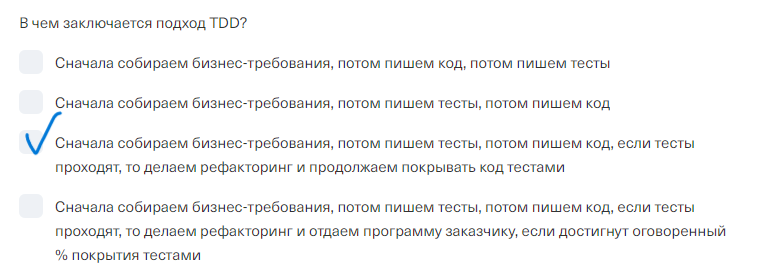 В чем заключается подход TDD?
Сначала собираем бизнес-требования, потом пишем код, потом пишем тесты
Сначала собираем бизнес-требования, потом пишем тесты, потом пишем код
Сначала собираем бизнес-требования, потом пишем тесты, потом пишем код, если тесты
проходят, то делаем рефакторинг и продолжаем покрывать код тестами
Сначала собираем бизнес-требования, потом пишем тесты, потом пишем код, если тесты
проходят, то делаем рефакторинг и отдаем программу заказчику, если достигнут оговоренный
% покрытия тестами